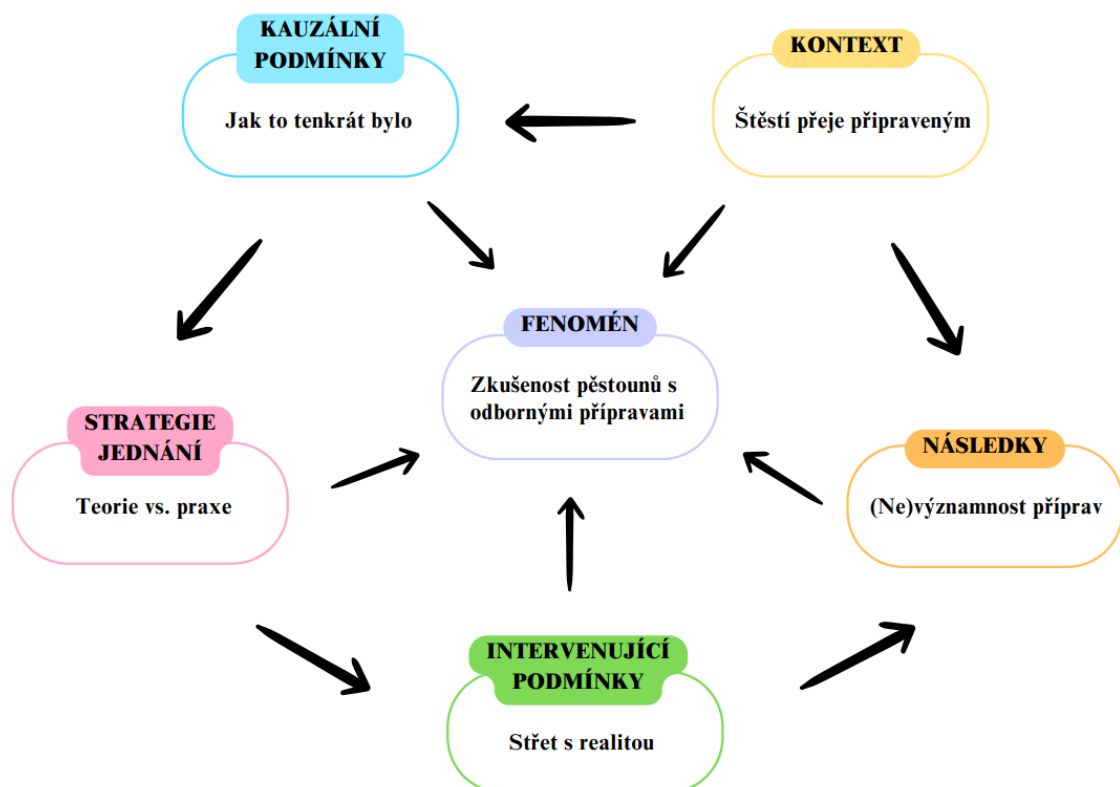 KAUZÁLNÍ
PODMÍNKY
Jak to tenkrát bylo
KONTEXT
Štěstí přeje připraveným
FENOMÉN
Zkušenost pěstounů s
odbornými přípravami
STRATEGIE
JEDNÁNÍ
Teorie vs. praxe
NÁSLEDKY
(Ne)významnost příprav
INTERVENUJÍCÍ
PODMÍNKY
Střet s realitou